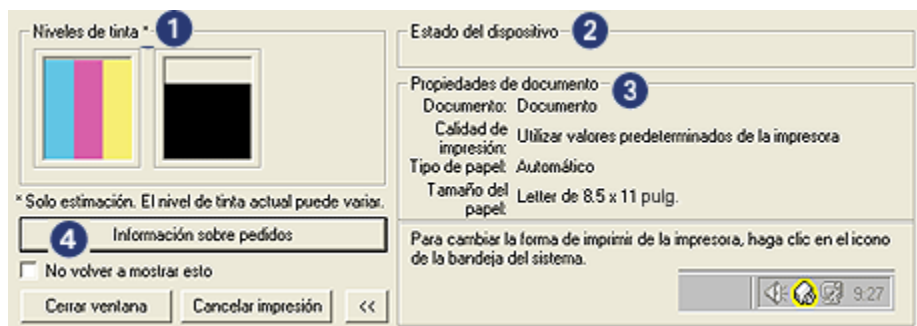 Niveles de tinta * 1
* Solo estimación. El nivel de tinta actual puede variar.
4 Información sobre pedidos
No volver a mostrar esto
Cerrar ventana Cancelar impresión <<
Estado del dispositivo 2
Propiedades de documento 3
Documento: Documento
Calidad de
impresión: Utilizar valores predeterminados de la impresora
Tipo de papel: Automático
Tamaño del
papel: Letter de 8.5 x 11 pulg.
Para cambiar la forma de imprimir de la impresora, haga clic en el icono
de la bandeja del sistema.
9:27